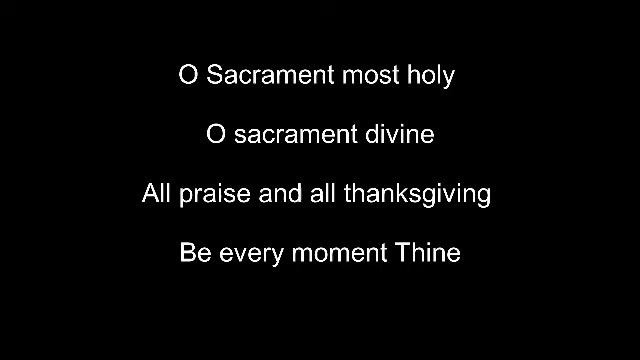 O Sacrament most holy
O sacrament divine
All praise and all thanksgiving
Be every moment Thine